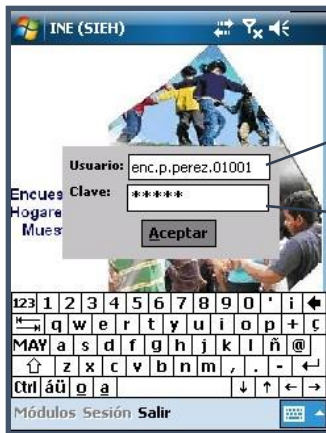 INE (SIEH)
Usuario: enc.p.perez.01001
Clave: *****
Aceptar
Encues
Hogare
Mues
123 1 2 3 4 5 6 7 8 9 0 ' i
q w e r t y u i o p + ç
MAY a s d f g h j k l ñ @
z x c v b n m , . -
Ctrl áü º ª
Módulos Sesión Salir